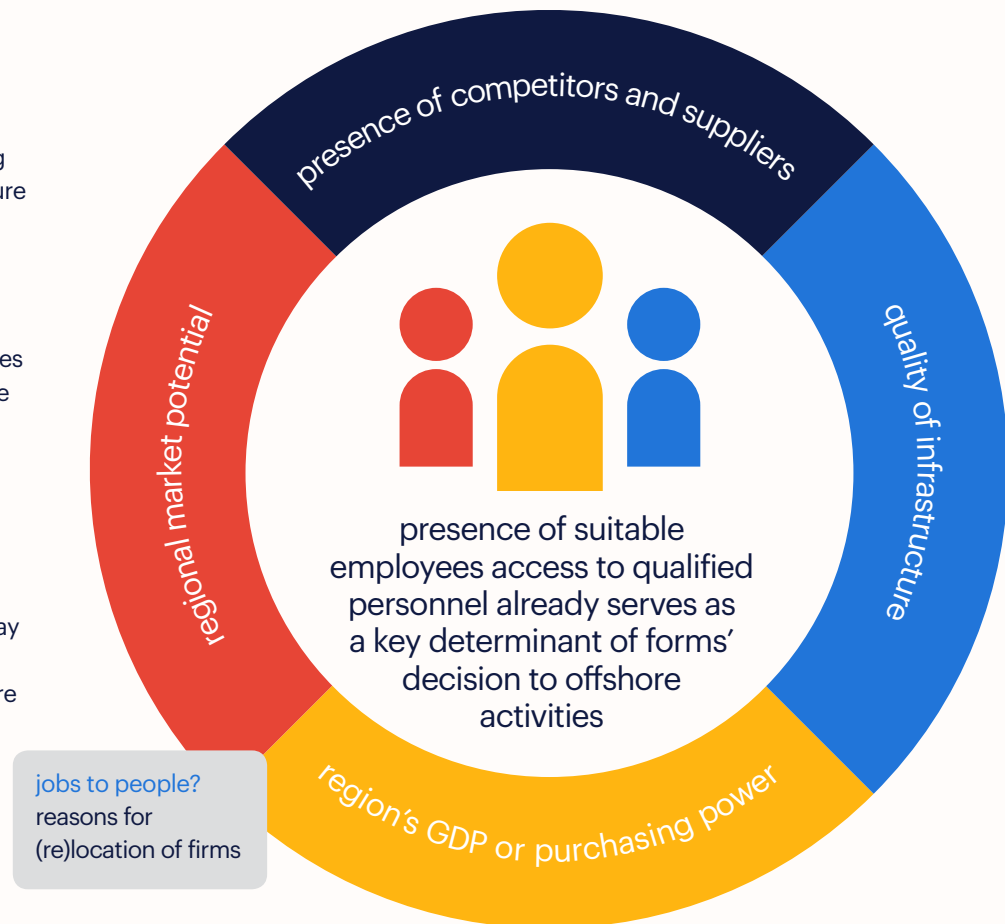 presence of competitors and suppliers
quality of infrastructure
regional market potential
presence of suitable
employees access to qualified
personnel already serves as
a key determinant of forms’
decision to offshore
activities
region’s GDP or purchasing power
jobs to people?
reasons for
(re)location of firms